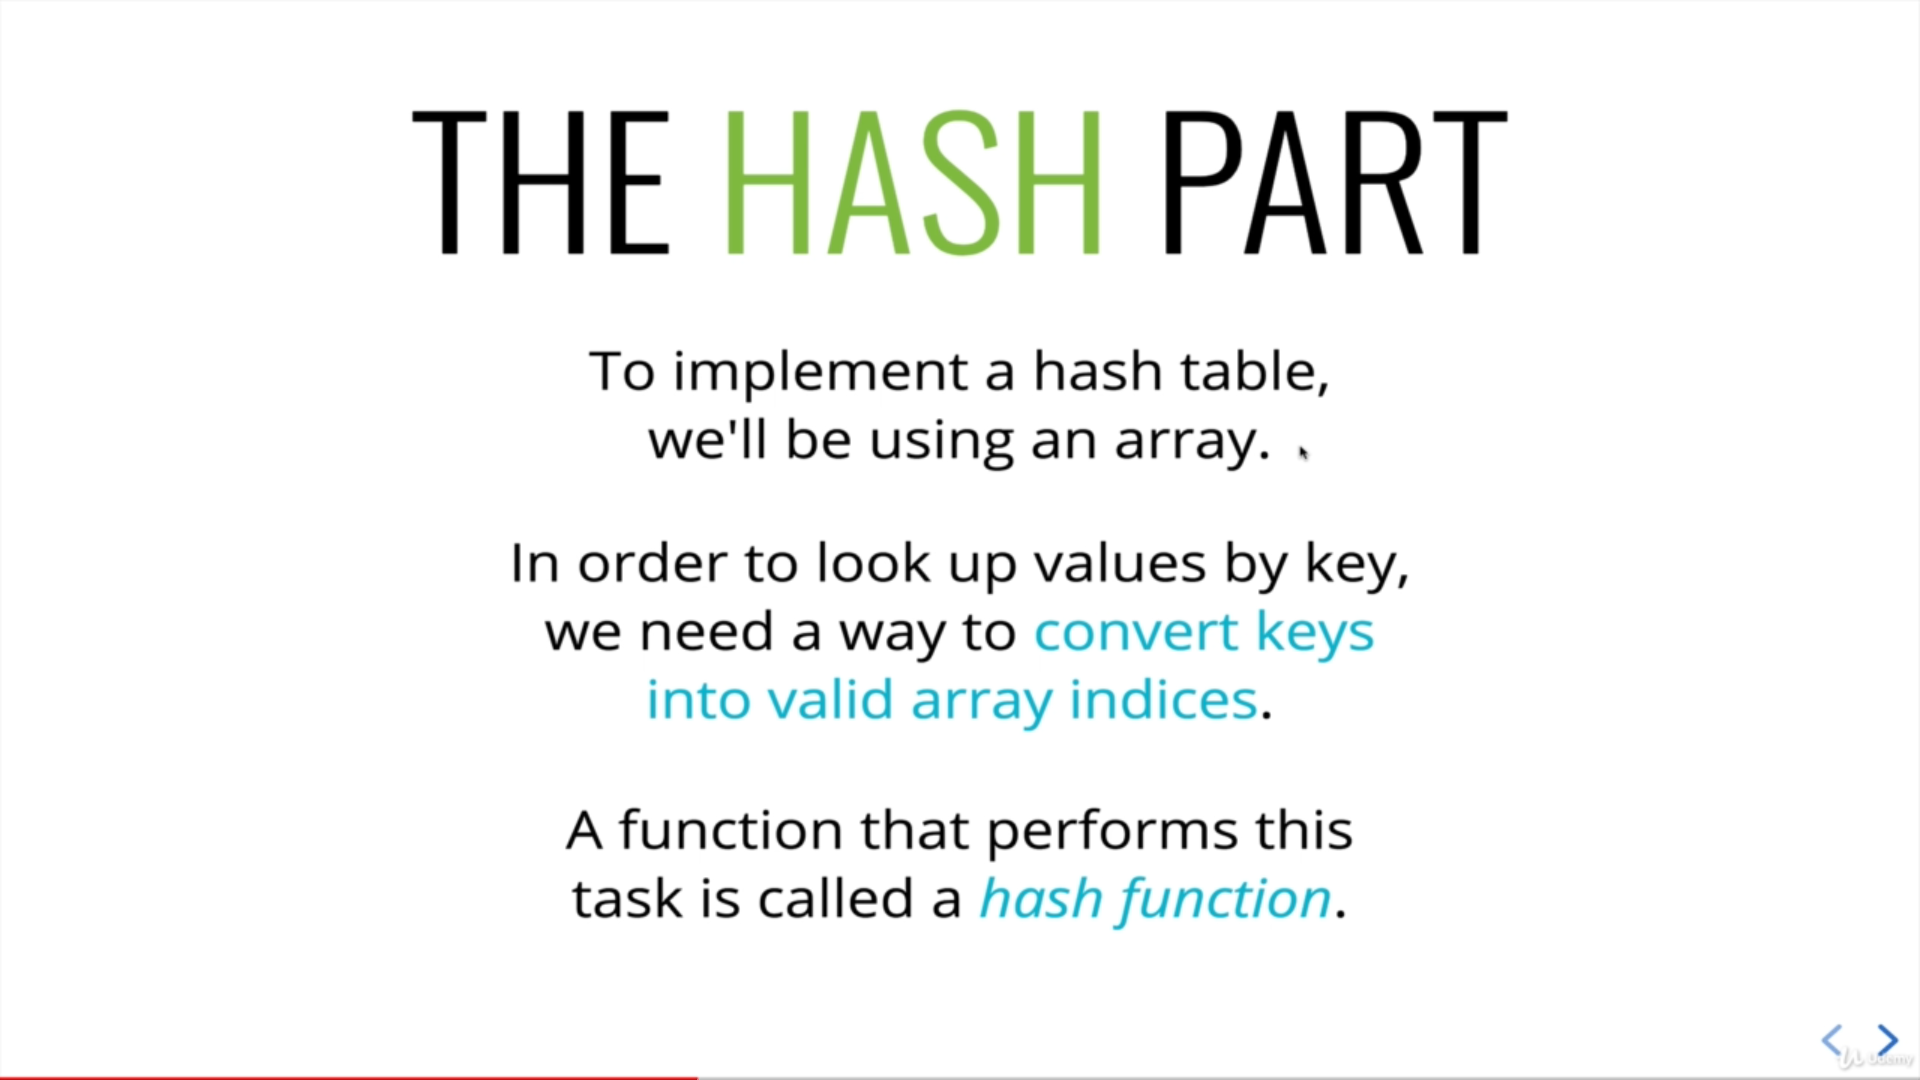 THE HASH PART
To implement a hash table,
we'll be using an array.
In order to look up values by key,
we need a way to convert keys
into valid array indices.
A function that performs this
task is called a hash function.
Udemy